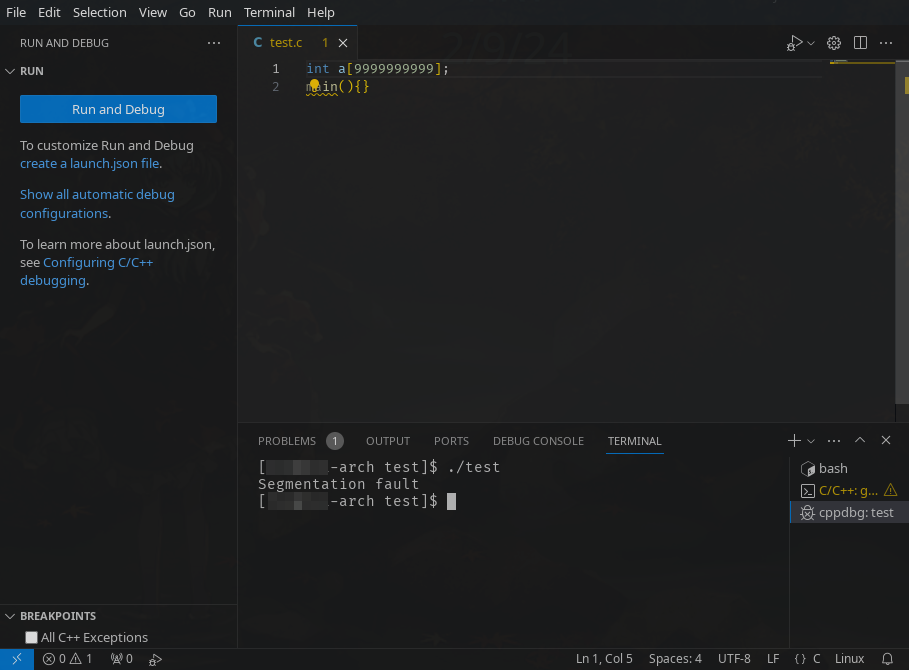 File Edit Selection View Go Run Terminal Help
RUN AND DEBUG ...
RUN
Run and Debug
To customize Run and Debug
create a launch.json file.
Show all automatic debug
configurations.
To learn more about launch.json,
see Configuring C/C++
debugging.
BREAKPOINTS
All C++ Exceptions
C test.c 1
2/9/24
1 int a[9999999999];
2 main(){}
PROBLEMS 1 OUTPUT PORTS DEBUG CONSOLE TERMINAL
[ -arch test]$ ./test
Segmentation fault
[ -arch test]$
bash
C/C++: g...
cppdbg: test
0 1 0 Ln 1, Col 5 Spaces: 4 UTF-8 LF {} C Linux